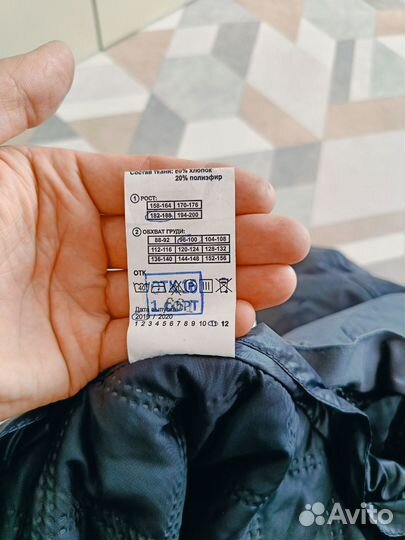 Состав ткани: 80% хлопок
20% полиэфир
1 РОСТ:
158-164 170-176
182-188 194-200
2 ОБХВАТ ГРУДИ:
88-92 96-100 104-108
112-116 120-124 128-132
136-140 144-148 152-156
ОТК
1 СОРТ
Дата выпуска
2019 / 2020
1 2 3 4 5 6 7 8 9 10 11 12
Avito